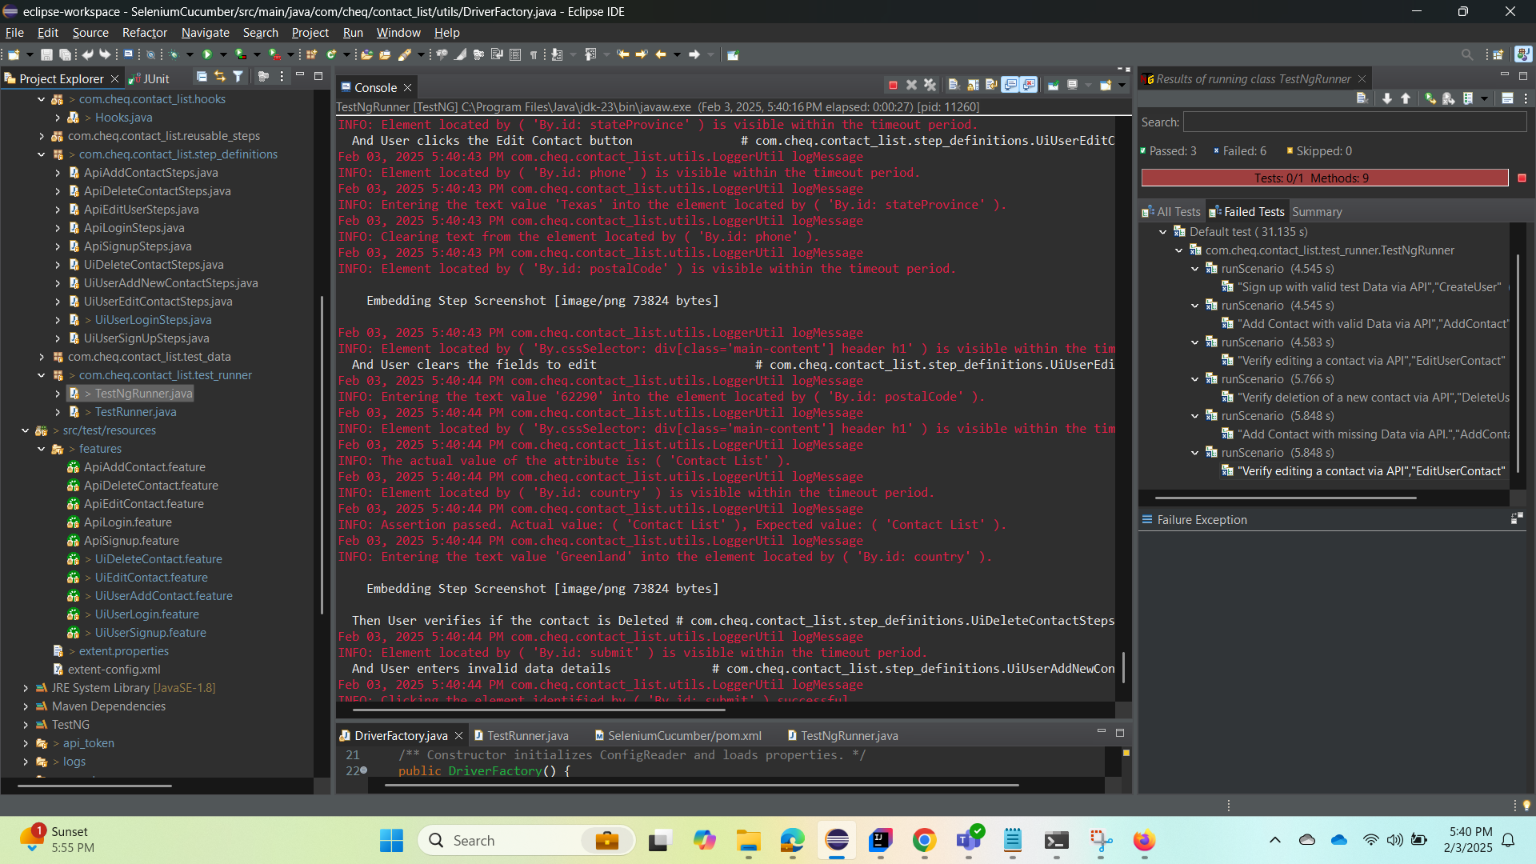 eclipse-workspace - SeleniumCucumber/src/main/java/com/cheq/contact_list/utils/DriverFactory.java - Eclipse IDE
File Edit Source Refactor Navigate Search Project Run Window Help
Project Explorer
JUnit
> com.cheq.contact_list.hooks
> Hooks.java
com.cheq.contact_list.reusable_steps
> com.cheq.contact_list.step_definitions
ApiAddContactSteps.java
ApiDeleteContactSteps.java
ApiEditUserSteps.java
ApiLoginSteps.java
ApiSignupSteps.java
UiDeleteContactSteps.java
UiUserAddNewContactSteps.java
UiUserEditContactSteps.java
> UiUserLoginSteps.java
UiUserSignUpSteps.java
com.cheq.contact_list.test_data
> com.cheq.contact_list.test_runner
> TestNgRunner.java
> TestRunner.java
> src/test/resources
> features
ApiAddContact.feature
ApiDeleteContact.feature
ApiEditContact.feature
ApiLogin.feature
ApiSignup.feature
> UiDeleteContact.feature
> UiEditContact.feature
> UiUserAddContact.feature
> UiUserLogin.feature
> UiUserSignup.feature
> extent.properties
extent-config.xml
JRE System Library [JavaSE-1.8]
Maven Dependencies
TestNG
> api_token
> logs
Console
TestNgRunner [TestNG] C:\Program Files\Java\jdk-23\bin\javaw.exe (Feb 3, 2025, 5:40:16 PM elapsed: 0:00:27) [pid: 11260]
INFO: Element located by ( 'By.id: stateProvince' ) is visible within the timeout period.
And User clicks the Edit Contact button # com.cheq.contact_list.step_definitions.UiUserEditC
Feb 03, 2025 5:40:43 PM com.cheq.contact_list.utils.LoggerUtil logMessage
INFO: Element located by ( 'By.id: phone' ) is visible within the timeout period.
Feb 03, 2025 5:40:43 PM com.cheq.contact_list.utils.LoggerUtil logMessage
INFO: Entering the text value 'Texas' into the element located by ( 'By.id: stateProvince' ).
Feb 03, 2025 5:40:43 PM com.cheq.contact_list.utils.LoggerUtil logMessage
INFO: Clearing text from the element located by ( 'By.id: phone' ).
Feb 03, 2025 5:40:43 PM com.cheq.contact_list.utils.LoggerUtil logMessage
INFO: Element located by ( 'By.id: postalCode' ) is visible within the timeout period.
Embedding Step Screenshot [image/png 73824 bytes]
Feb 03, 2025 5:40:43 PM com.cheq.contact_list.utils.LoggerUtil logMessage
INFO: Element located by ( 'By.cssSelector: div[class='main-content'] header h1' ) is visible within the tim
And User clears the fields to edit # com.cheq.contact_list.step_definitions.UiUserEdi
Feb 03, 2025 5:40:44 PM com.cheq.contact_list.utils.LoggerUtil logMessage
INFO: Entering the text value '62290' into the element located by ( 'By.id: postalCode' ).
Feb 03, 2025 5:40:44 PM com.cheq.contact_list.utils.LoggerUtil logMessage
INFO: Element located by ( 'By.cssSelector: div[class='main-content'] header h1' ) is visible within the tim
Feb 03, 2025 5:40:44 PM com.cheq.contact_list.utils.LoggerUtil logMessage
INFO: The actual value of the attribute is: ( 'Contact List' ).
Feb 03, 2025 5:40:44 PM com.cheq.contact_list.utils.LoggerUtil logMessage
INFO: Element located by ( 'By.id: country' ) is visible within the timeout period.
Feb 03, 2025 5:40:44 PM com.cheq.contact_list.utils.LoggerUtil logMessage
INFO: Assertion passed. Actual value: ( 'Contact List' ), Expected value: ( 'Contact List' ).
Feb 03, 2025 5:40:44 PM com.cheq.contact_list.utils.LoggerUtil logMessage
INFO: Entering the text value 'Greenland' into the element located by ( 'By.id: country' ).
Embedding Step Screenshot [image/png 73824 bytes]
Then User verifies if the contact is Deleted # com.cheq.contact_list.step_definitions.UiDeleteContactSteps
Feb 03, 2025 5:40:44 PM com.cheq.contact_list.utils.LoggerUtil logMessage
INFO: Element located by ( 'By.id: submit' ) is visible within the timeout period.
And User enters invalid data details # com.cheq.contact_list.step_definitions.UiUserAddNewCon
Feb 03, 2025 5:40:44 PM com.cheq.contact_list.utils.LoggerUtil logMessage
INFO: Clicking the element identified by ( 'By.id: submit' ) successful
DriverFactory.java
TestRunner.java
SeleniumCucumber/pom.xml
TestNgRunner.java
21 /** Constructor initializes ConfigReader and loads properties. */
22 public DriverFactory() {
Results of running class TestNgRunner
Search:
Passed: 3 Failed: 6 Skipped: 0
Tests: 0/1 Methods: 9
All Tests Failed Tests Summary
Default test ( 31.135 s)
com.cheq.contact_list.test_runner.TestNgRunner
runScenario (4.545 s)
"Sign up with valid test Data via API","CreateUser" (
runScenario (4.545 s)
"Add Contact with valid Data via API","AddContact"
runScenario (4.583 s)
"Verify editing a contact via API","EditUserContact"
runScenario (5.766 s)
"Verify deletion of a new contact via API","DeleteUs
runScenario (5.848 s)
"Add Contact with missing Data via API.","AddConta
runScenario (5.848 s)
"Verify editing a contact via API","EditUserContact"
Failure Exception
1
Sunset
5:55 PM
Search
5:40 PM
2/3/2025